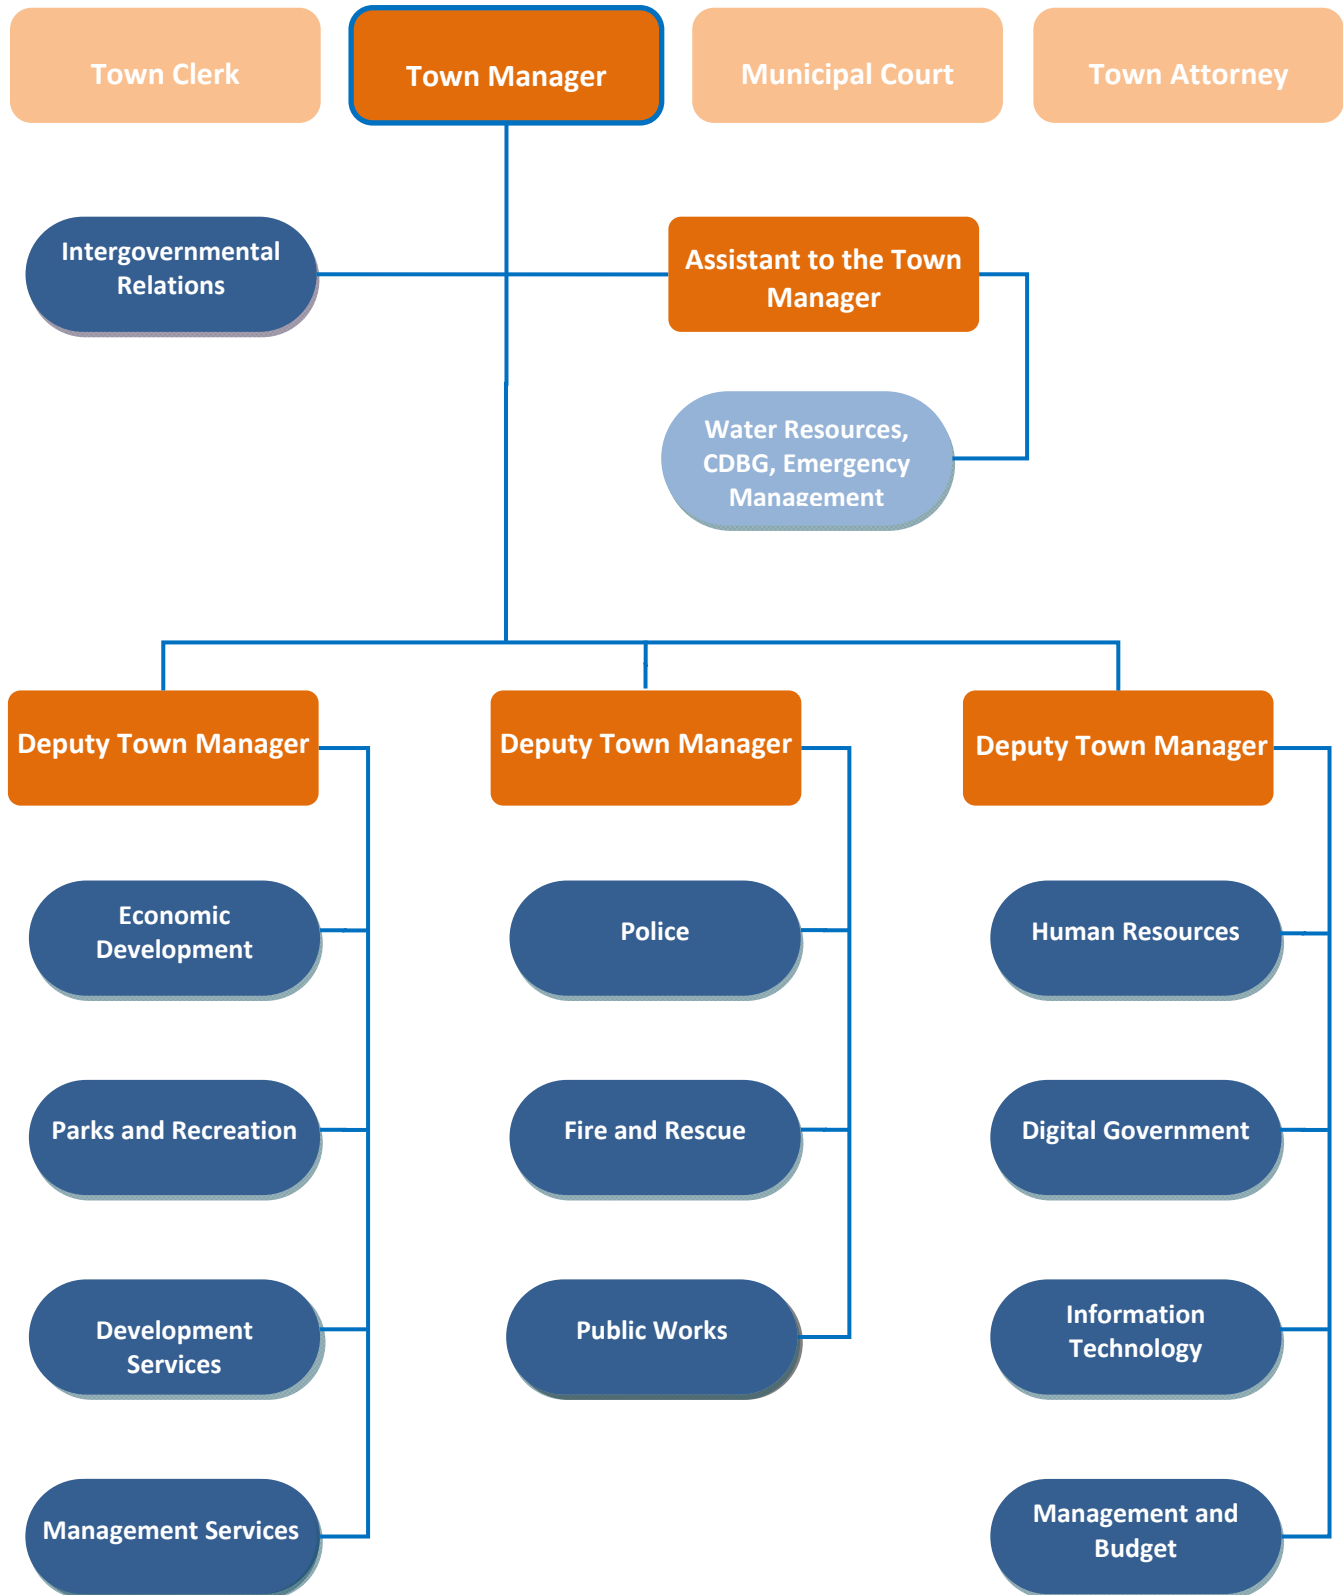 Town Clerk
Town Manager
Municipal Court
Town Attorney
Intergovernmental
Relations
Assistant to the Town
Manager
Water Resources,
CDBG, Emergency
Management
Deputy Town Manager
Deputy Town Manager
Deputy Town Manager
Economic
Development
Police
Human Resources
Parks and Recreation
Fire and Rescue
Digital Government
Development
Services
Public Works
Information
Technology
Management Services
Management and
Budget